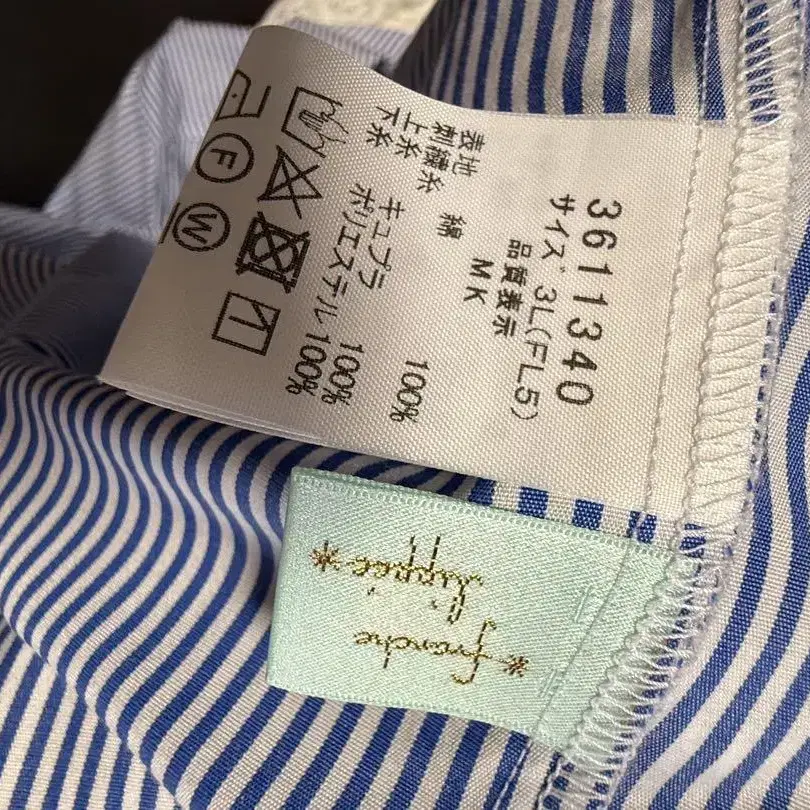 3611340
サイズ 3L(FL5)
品質表示
MK
表地 綿 100%
刺繍糸
上糸 キュプラ 100%
下糸 ポリエステル 100%
F
W
*franche
lippée*